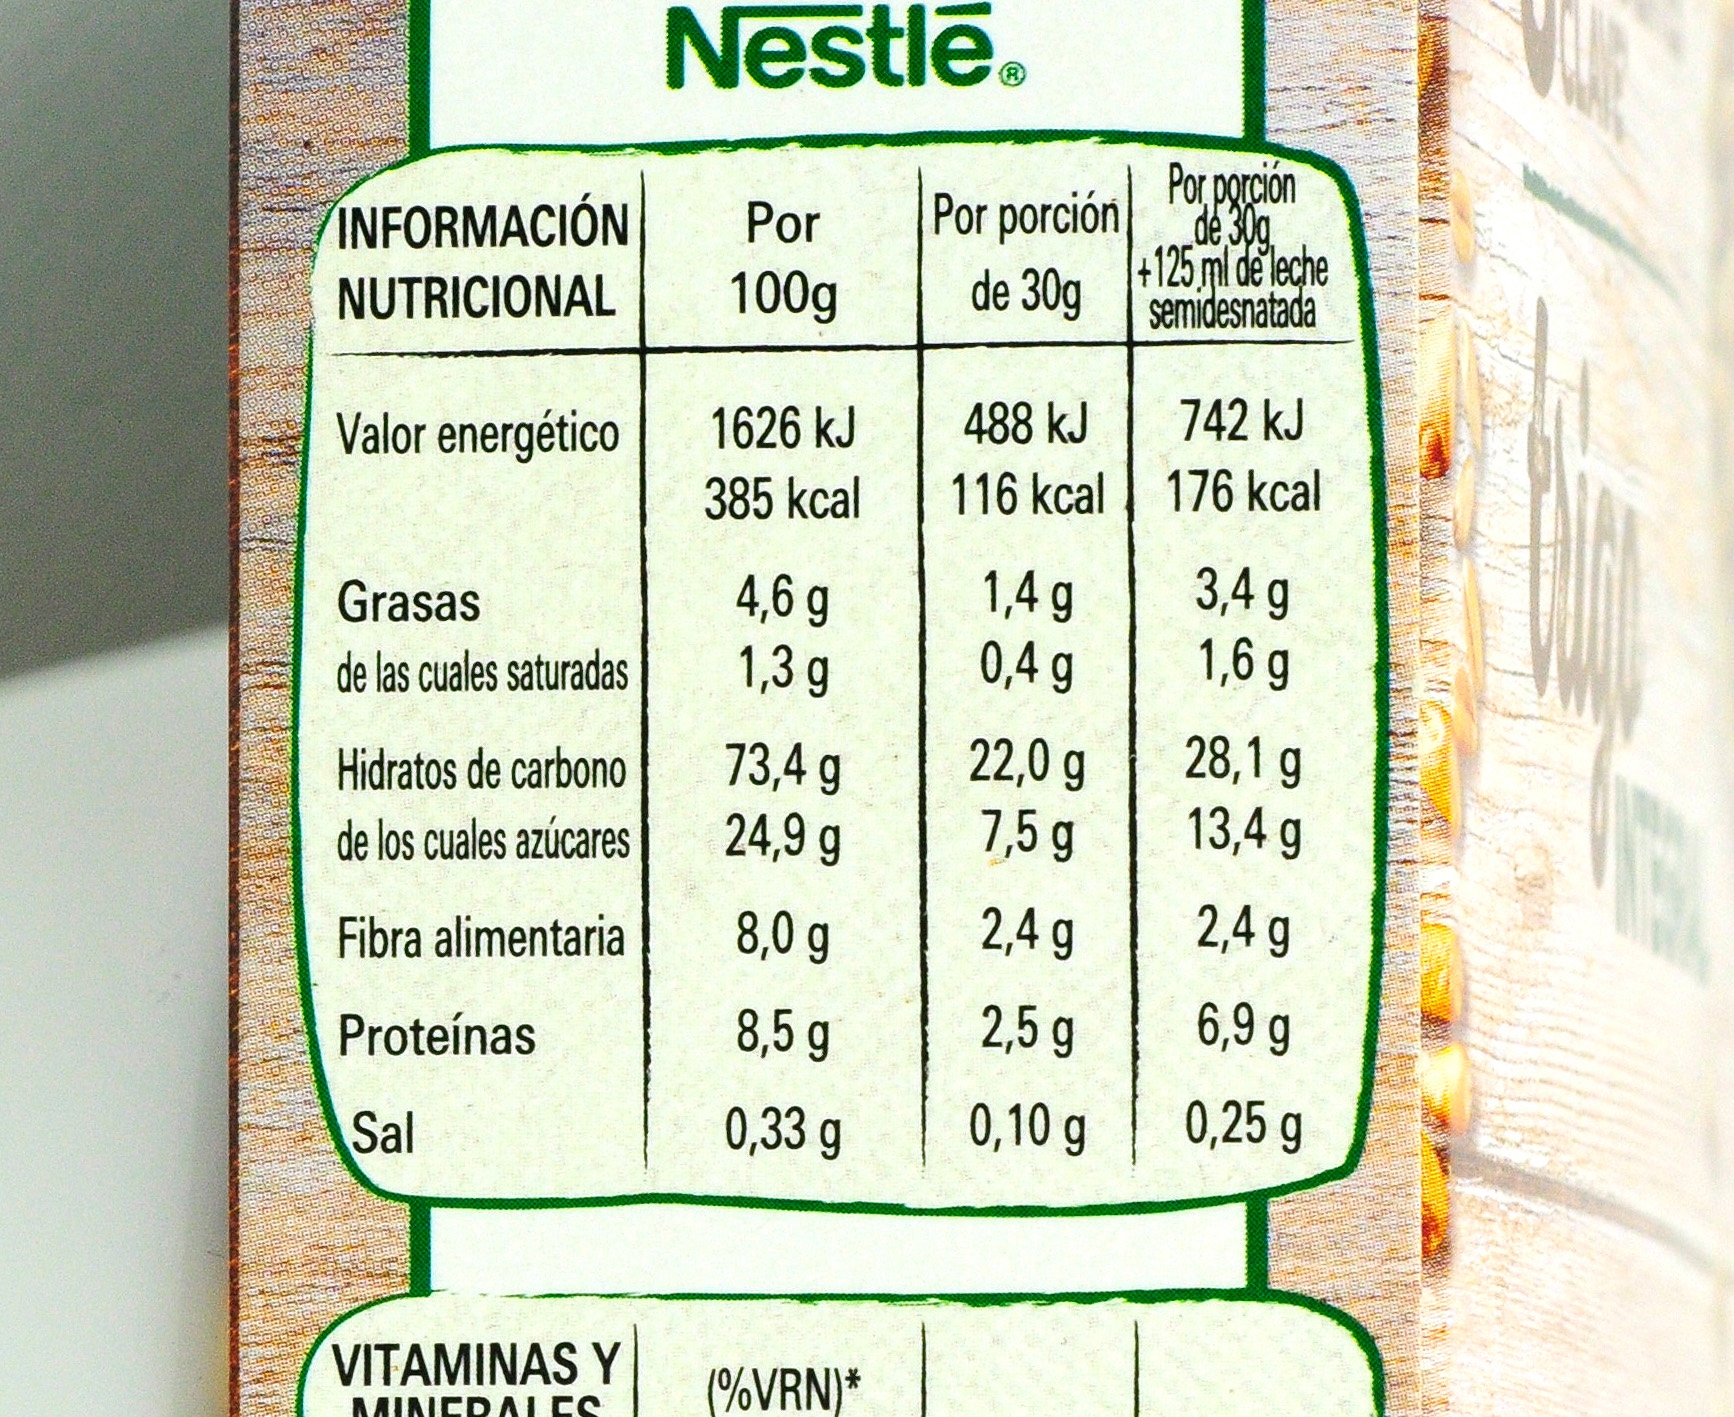 Nestlé®
INFORMACIÓN
NUTRICIONAL
Por
100g
Por porción
de 30g
Por porción
de 30g
+125 ml de leche
semidesnatada
Valor energético 1626 kJ 488 kJ 742 kJ
385 kcal 116 kcal 176 kcal
Grasas 4,6 g 1,4 g 3,4 g
de las cuales saturadas 1,3 g 0,4 g 1,6 g
Hidratos de carbono 73,4 g 22,0 g 28,1 g
de los cuales azúcares 24,9 g 7,5 g 13,4 g
Fibra alimentaria 8,0 g 2,4 g 2,4 g
Proteínas 8,5 g 2,5 g 6,9 g
Sal 0,33 g 0,10 g 0,25 g
VITAMINAS Y
MINERALES
(%VRN)*